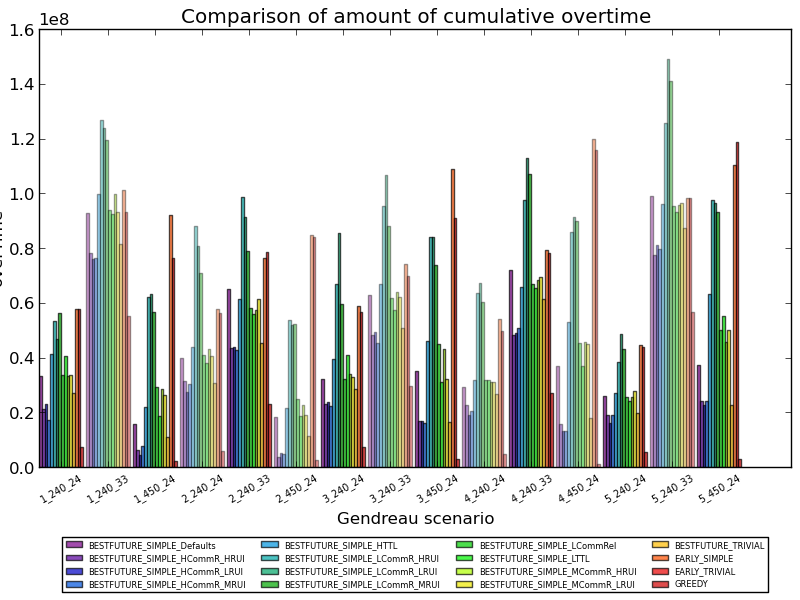 Comparison of amount of cumulative overtime
1e8
1.6
1.4
1.2
1.0
0.8
0.6
0.4
0.2
0.0
1_240_24
1_240_33
1_450_24
2_240_24
2_240_33
2_450_24
3_240_24
3_240_33
3_450_24
4_240_24
4_240_33
4_450_24
5_240_24
5_240_33
5_450_24
Gendreau scenario
BESTFUTURE_SIMPLE_Defaults
BESTFUTURE_SIMPLE_HCommR_HRUI
BESTFUTURE_SIMPLE_HCommR_LRUI
BESTFUTURE_SIMPLE_HCommR_MRUI
BESTFUTURE_SIMPLE_HTTL
BESTFUTURE_SIMPLE_LCommR_HRUI
BESTFUTURE_SIMPLE_LCommR_LRUI
BESTFUTURE_SIMPLE_LCommR_MRUI
BESTFUTURE_SIMPLE_LCommRel
BESTFUTURE_SIMPLE_LTTL
BESTFUTURE_SIMPLE_MCommR_HRUI
BESTFUTURE_SIMPLE_MCommR_LRUI
BESTFUTURE_TRIVIAL
EARLY_SIMPLE
EARLY_TRIVIAL
GREEDY